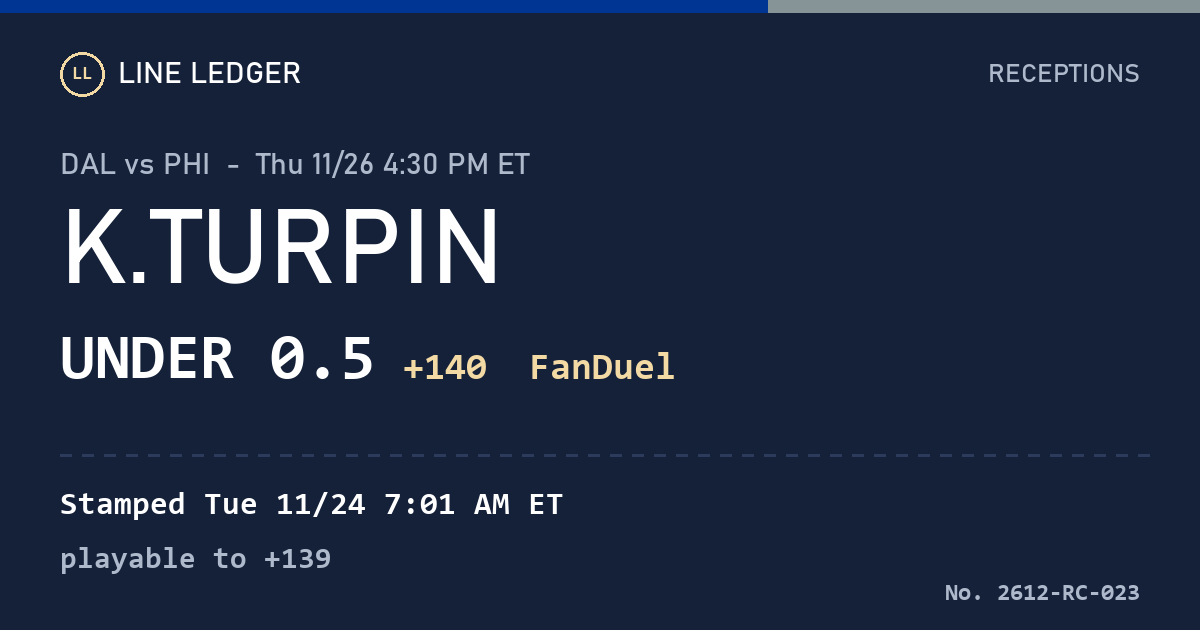 LL LINE LEDGER
RECEPTIONS
DAL vs PHI - Thu 11/26 4:30 PM ET
K.TURPIN
UNDER 0.5 +140 FanDuel
Stamped Tue 11/24 7:01 AM ET
playable to +139
No. 2612-RC-023